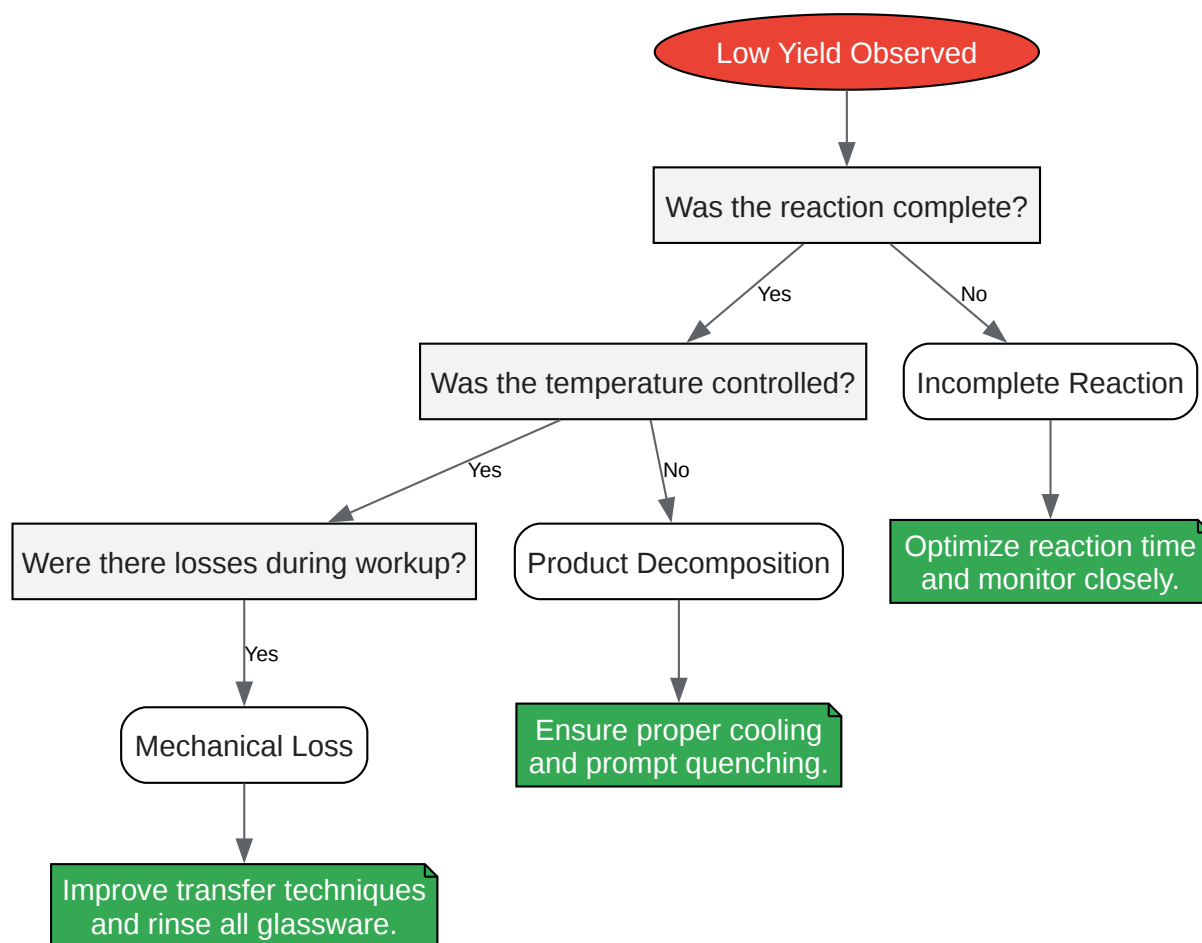 Low Yield Observed
Was the reaction complete?
Yes
No
Was the temperature controlled?
Incomplete Reaction
Yes
No
Were there losses during workup?
Product Decomposition
Optimize reaction time
and monitor closely.
Yes
Mechanical Loss
Ensure proper cooling
and prompt quenching.
Improve transfer techniques
and rinse all glassware.